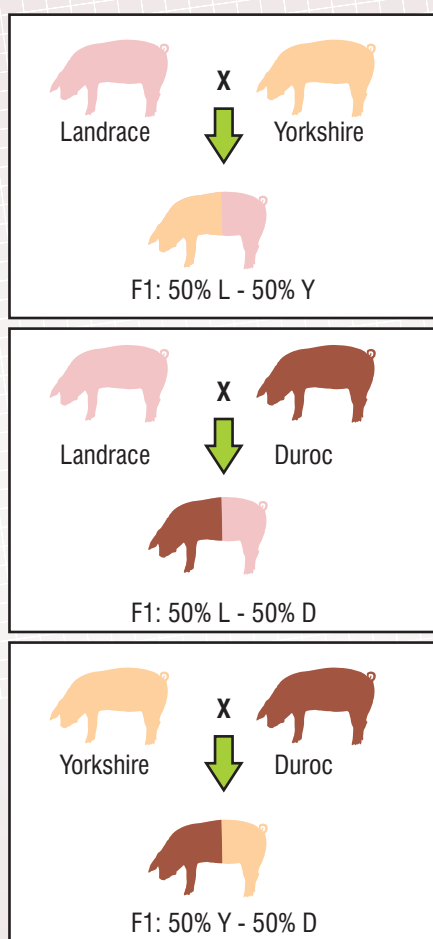 X
Landrace Yorkshire
F1: 50% L - 50% Y
X
Landrace Duroc
F1: 50% L - 50% D
X
Yorkshire Duroc
F1: 50% Y - 50% D